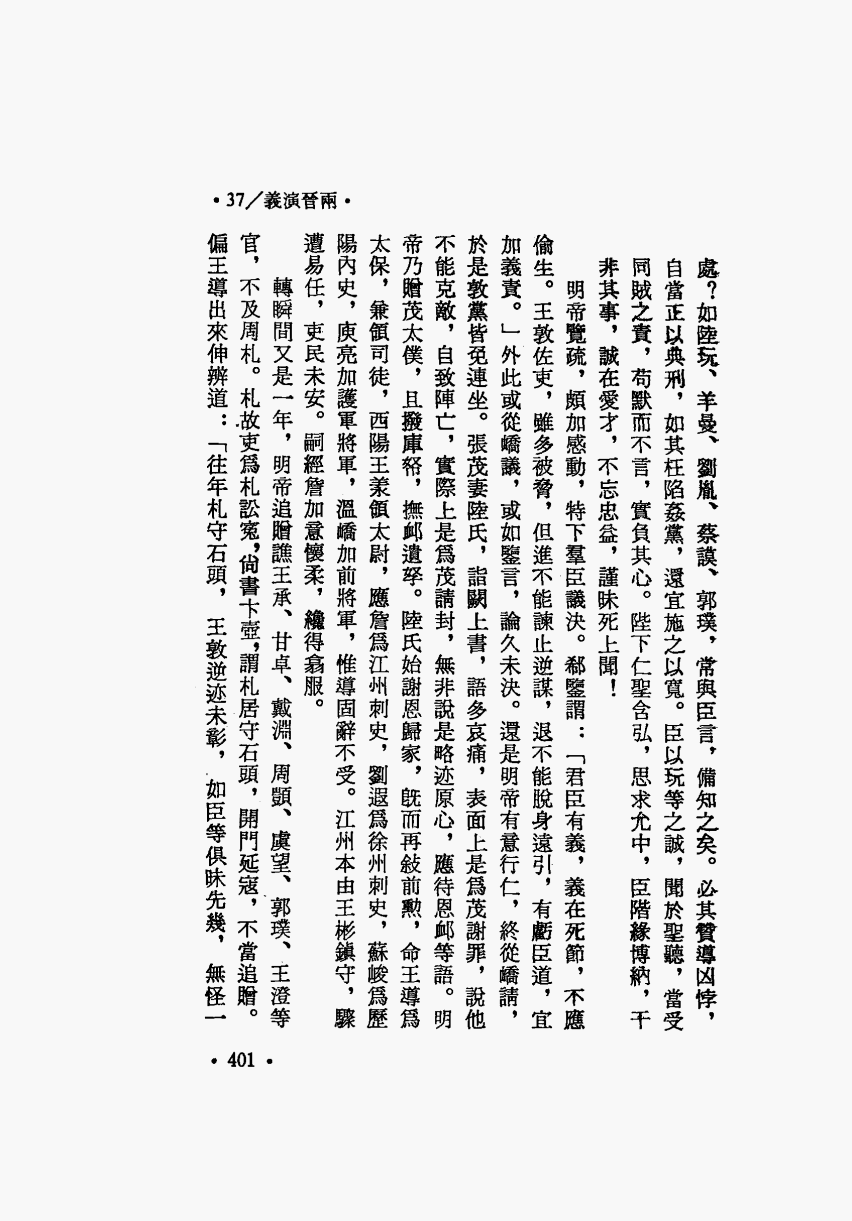 •37／義演晉兩•
處？如陸玩、羊曼、劉胤、蔡謨、郭璞，常與臣言，備知之矣。必其贊導凶悖，
自當正以典刑，如其枉陷姦黨，還宜施之以寬。臣以玩等之誠，聞於聖聽，當受
同賊之責，苟默而不言，實負其心。陛下仁聖含弘，思求允中，臣階緣博納，干
非其事，誠在愛才，不忘忠益，謹昧死上聞！
明帝覽疏，頗加感動，特下羣臣議決。郗鑒謂：「君臣有義，義在死節，不應
偷生。王敦佐吏，雖多被脅，但進不能諫止逆謀，退不能脫身遠引，有虧臣道，宜
加義責。」外此或從嶠議，或如鑒言，論久未決。還是明帝有意行仁，終從嶠請，
於是敦黨皆免連坐。張茂妻陸氏，詣闕上書，語多哀痛，表面上是爲茂謝罪，說他
不能克敵，自致陣亡，實際上是爲茂請封，無非說是略迹原心，應待恩卹等語。明
帝乃贈茂太僕，且撥庫帑，撫卹遺孥。陸氏始謝恩歸家，旣而再敍前勳，命王導爲
太保，兼領司徒，西陽王羕領太尉，應詹爲江州刺史，劉遐爲徐州刺史，蘇峻爲歷
陽內史，庾亮加護軍將軍，溫嶠加前將軍，惟導固辭不受。江州本由王彬鎭守，驟
遭易任，吏民未安。嗣經詹加意懷柔，纔得翕服。
轉瞬間又是一年，明帝追贈譙王承、甘卓、戴淵、周顗、虞望、郭璞、王澄等
官，不及周札。札故吏爲札訟寃，尙書卞壼，謂札居守石頭，開門延寇，不當追贈。
偏王導出來伸辨道：「往年札守石頭，王敦逆迹未彰，如臣等俱昧先幾，無怪一
•401•